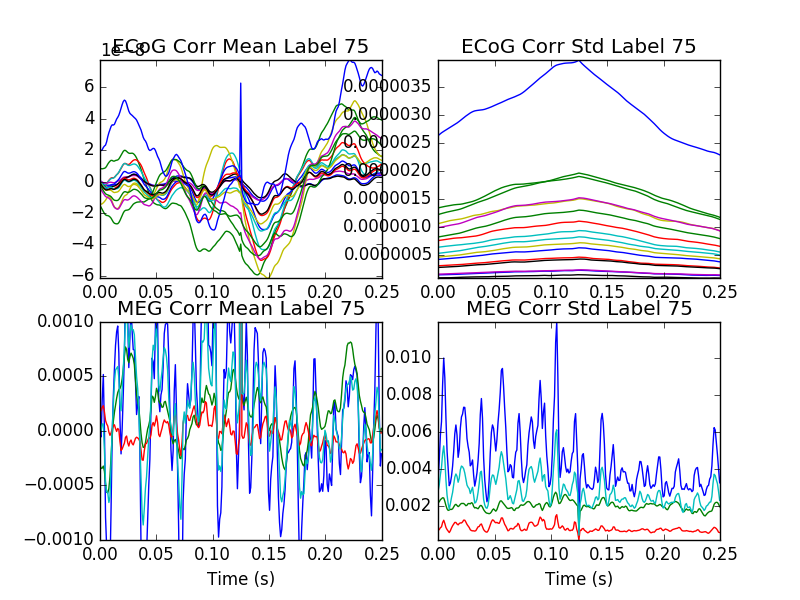 ECoG Corr Mean Label 75
1e−8
6
4
2
0
−2
−4
−6
0.00 0.05 0.10 0.15 0.20 0.25
ECoG Corr Std Label 75
0.0000035
0.0000030
0.0000025
0.0000020
0.0000015
0.0000010
0.0000005
0.00 0.05 0.10 0.15 0.20 0.25
MEG Corr Mean Label 75
0.0010
0.0005
0.0000
−0.0005
−0.0010
0.00 0.05 0.10 0.15 0.20 0.25
Time (s)
MEG Corr Std Label 75
0.010
0.008
0.006
0.004
0.002
0.00 0.05 0.10 0.15 0.20 0.25
Time (s)